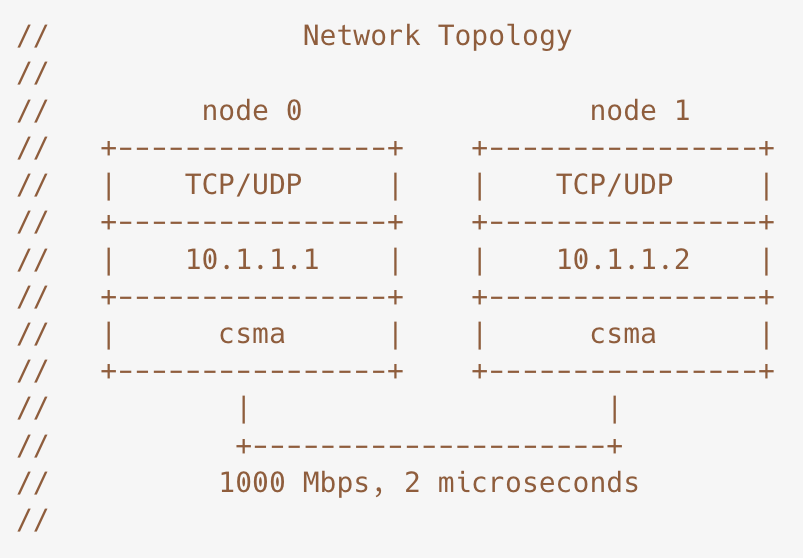 //               Network Topology
//
//         node 0                 node 1
//   +----------------+    +----------------+
//   |    TCP/UDP     |    |    TCP/UDP     |
//   +----------------+    +----------------+
//   |    10.1.1.1    |    |    10.1.1.2    |
//   +----------------+    +----------------+
//   |      csma      |    |      csma      |
//   +----------------+    +----------------+
//           |                     |
//           +---------------------+
//          1000 Mbps, 2 microseconds
//